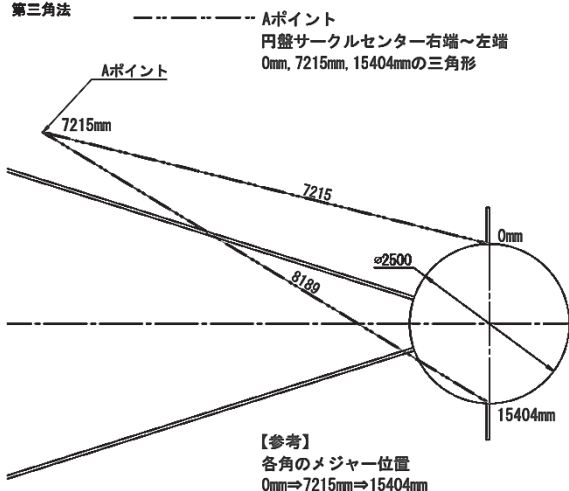 第三角法
Aポイント
円盤サークルセンター右端～左端
0mm, 7215mm, 15404mmの三角形
Aポイント
7215mm
7215
0mm
⌀2500
8189
15404mm
【参考】
各角のメジャー位置
0mm⇒7215mm⇒15404mm